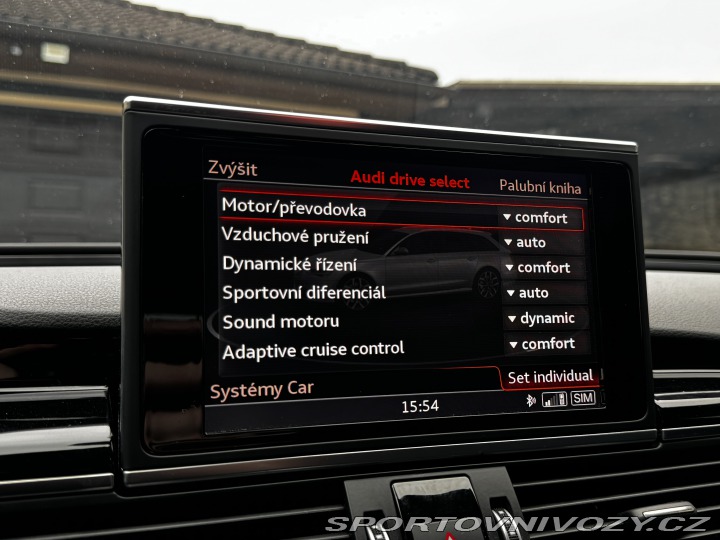 Zvýšit Audi drive select Palubní kniha
Motor/převodovka ▾ comfort
Vzduchové pružení ▾ auto
Dynamické řízení ▾ comfort
Sportovní diferenciál ▾ auto
Sound motoru ▾ dynamic
Adaptive cruise control ▾ comfort
Systémy Car Set individual
15:54 SIM
SPORTOVNIVOZY.CZ